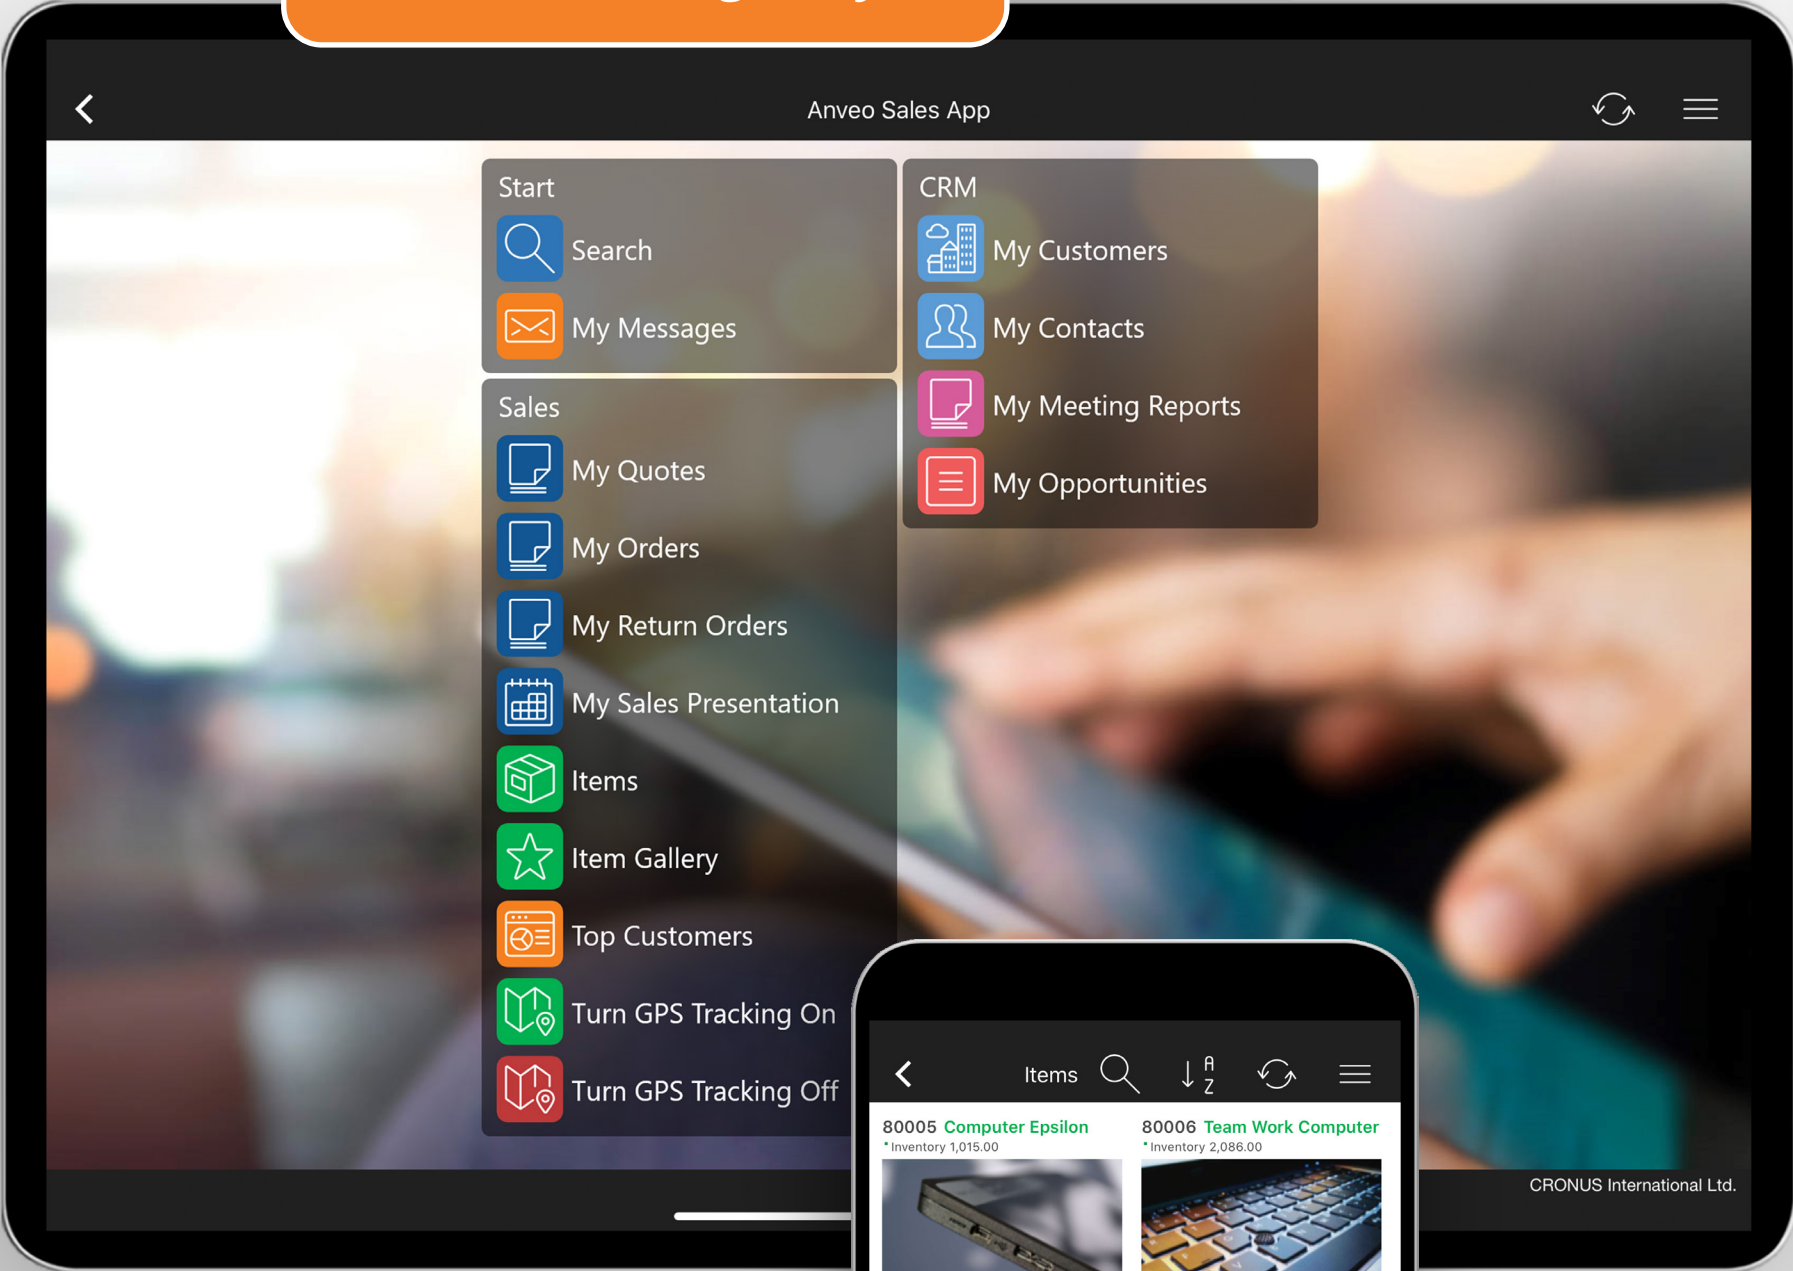 Anveo Sales App
Start
Search
My Messages
Sales
My Quotes
My Orders
My Return Orders
My Sales Presentation
Items
Item Gallery
Top Customers
Turn GPS Tracking On
Turn GPS Tracking Off
CRM
My Customers
My Contacts
My Meeting Reports
My Opportunities
Items
A
Z
80005 Computer Epsilon
Inventory 1,015.00
80006 Team Work Computer
Inventory 2,086.00
CRONUS International Ltd.